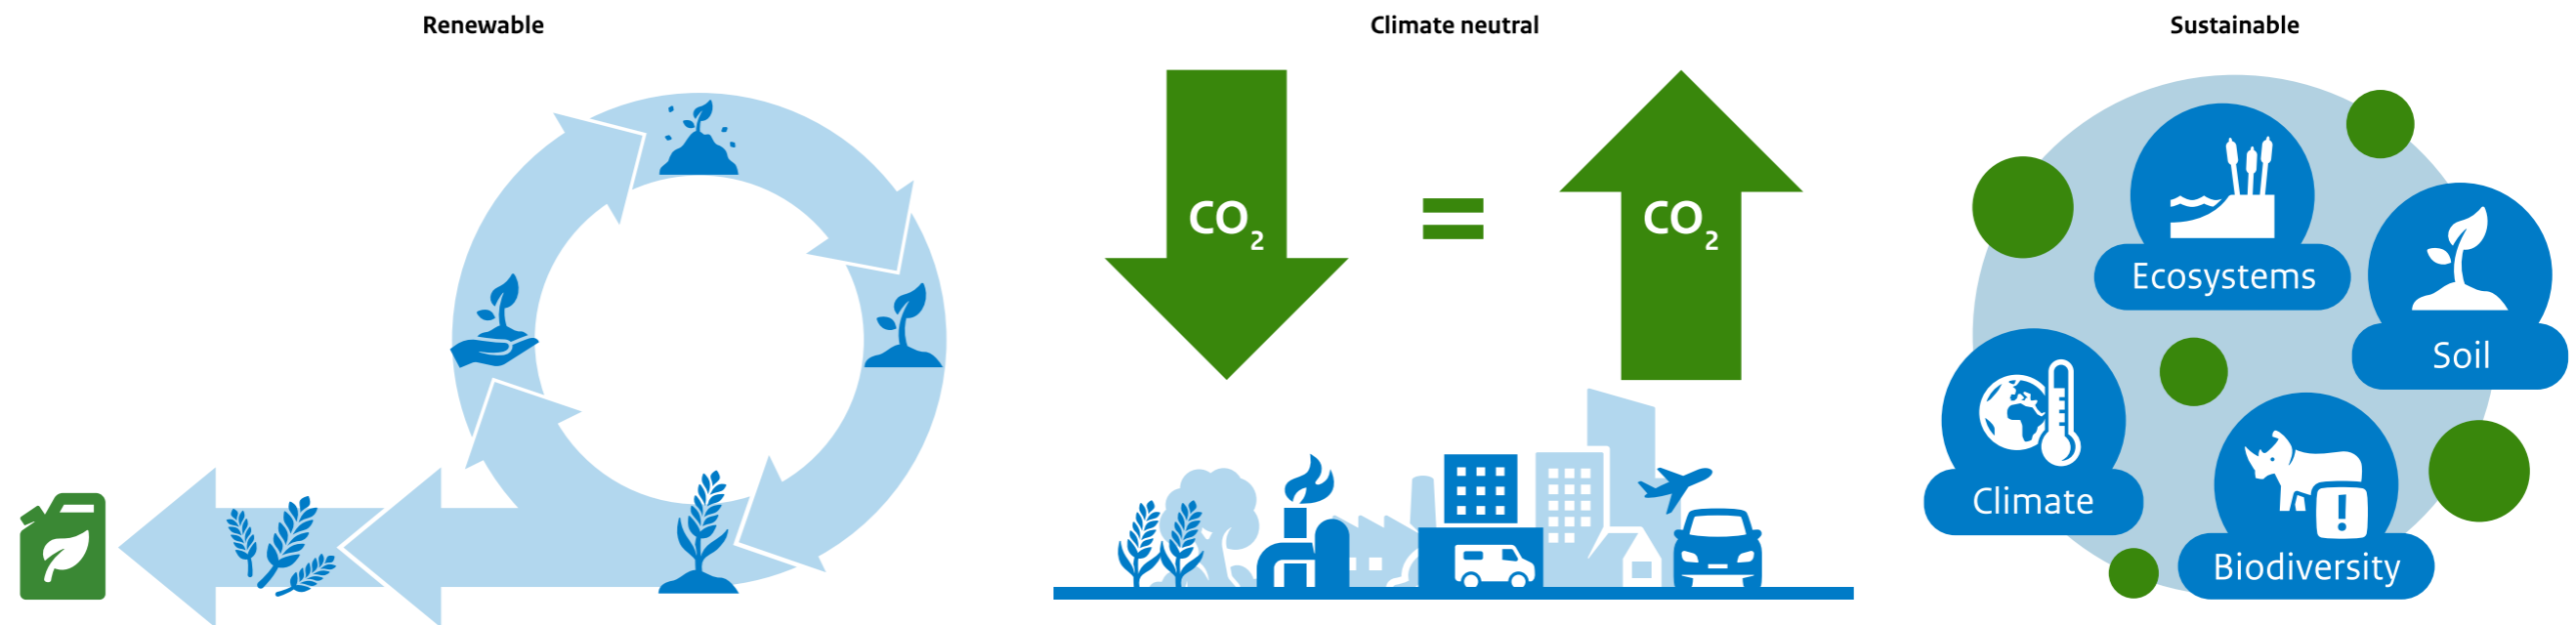 Renewable
Climate neutral
Sustainable
CO₂
=
CO₂
Ecosystems
Soil
Climate
!
Biodiversity